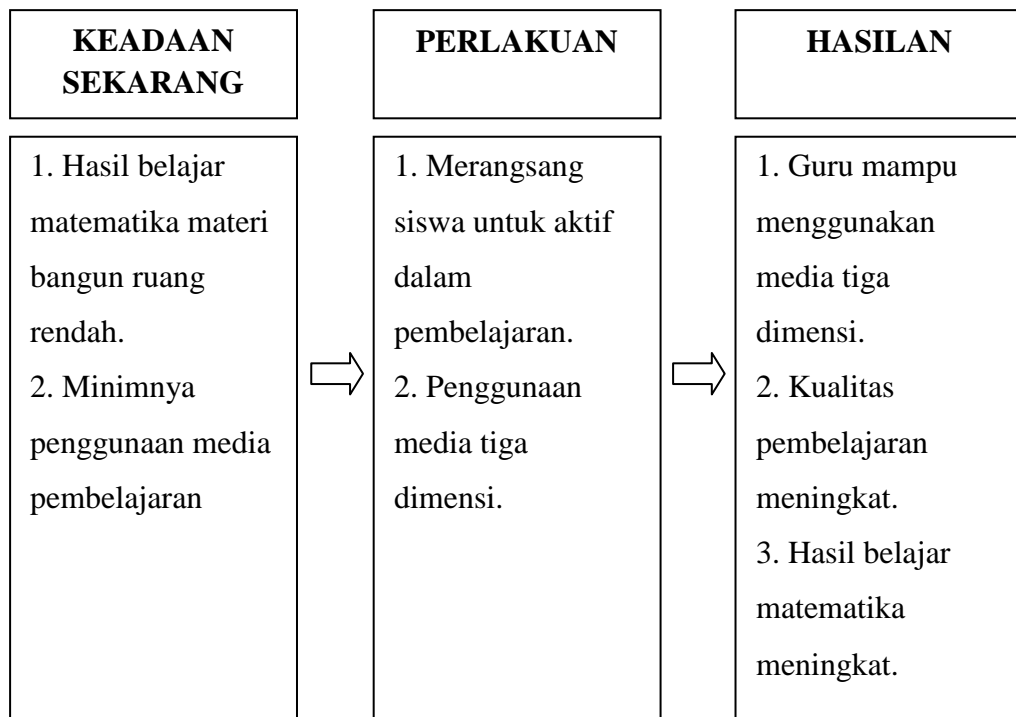 KEADAAN
SEKARANG
PERLAKUAN
HASILAN
1. Hasil belajar
matematika materi
bangun ruang
rendah.
2. Minimnya
penggunaan media
pembelajaran
1. Merangsang
siswa untuk aktif
dalam
pembelajaran.
2. Penggunaan
media tiga
dimensi.
1. Guru mampu
menggunakan
media tiga
dimensi.
2. Kualitas
pembelajaran
meningkat.
3. Hasil belajar
matematika
meningkat.